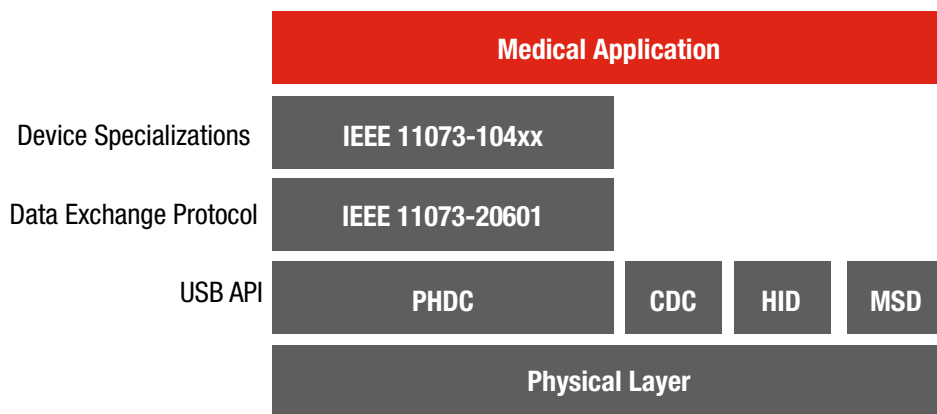 Medical Application
Device Specializations
IEEE 11073-104xx
Data Exchange Protocol
IEEE 11073-20601
USB API
PHDC
CDC
HID
MSD
Physical Layer